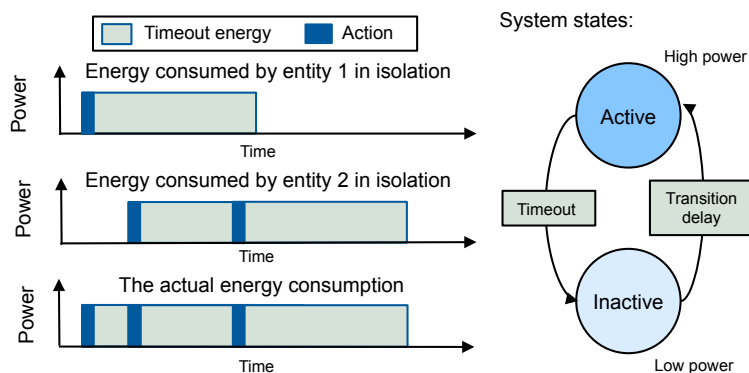 Timeout energy
Action
Energy consumed by entity 1 in isolation
Power
Time
Energy consumed by entity 2 in isolation
Power
Time
The actual energy consumption
Power
Time
System states:
High power
Active
Timeout
Transition
delay
Inactive
Low power